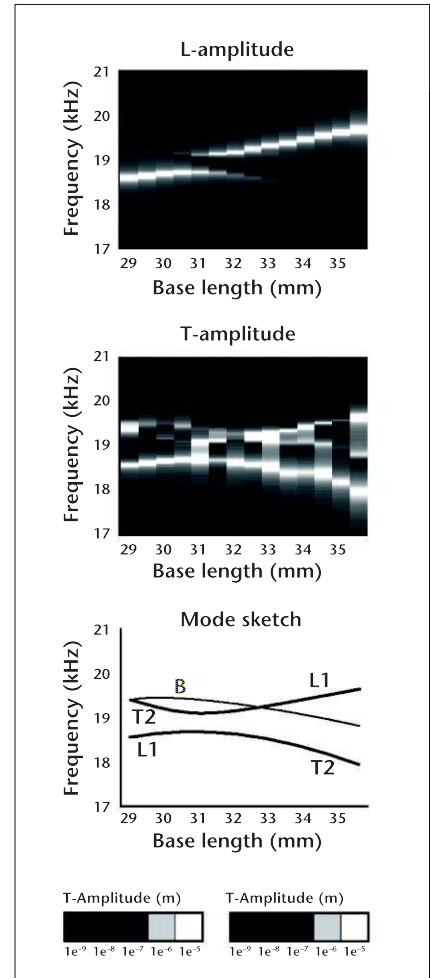 L-amplitude
21
20
19
18
17
Frequency (kHz)
29 30 31 32 33 34 35
Base length (mm)
T-amplitude
21
20
19
18
17
Frequency (kHz)
29 30 31 32 33 34 35
Base length (mm)
Mode sketch
21
20
19
18
17
Frequency (kHz)
B
L1
T2
L1
T2
29 30 31 32 33 34 35
Base length (mm)
T-Amplitude (m) T-Amplitude (m)
1e⁻⁹ 1e⁻⁸ 1e⁻⁷ 1e⁻⁶ 1e⁻⁵ 1e⁻⁹ 1e⁻⁸ 1e⁻⁷ 1e⁻⁶ 1e⁻⁵